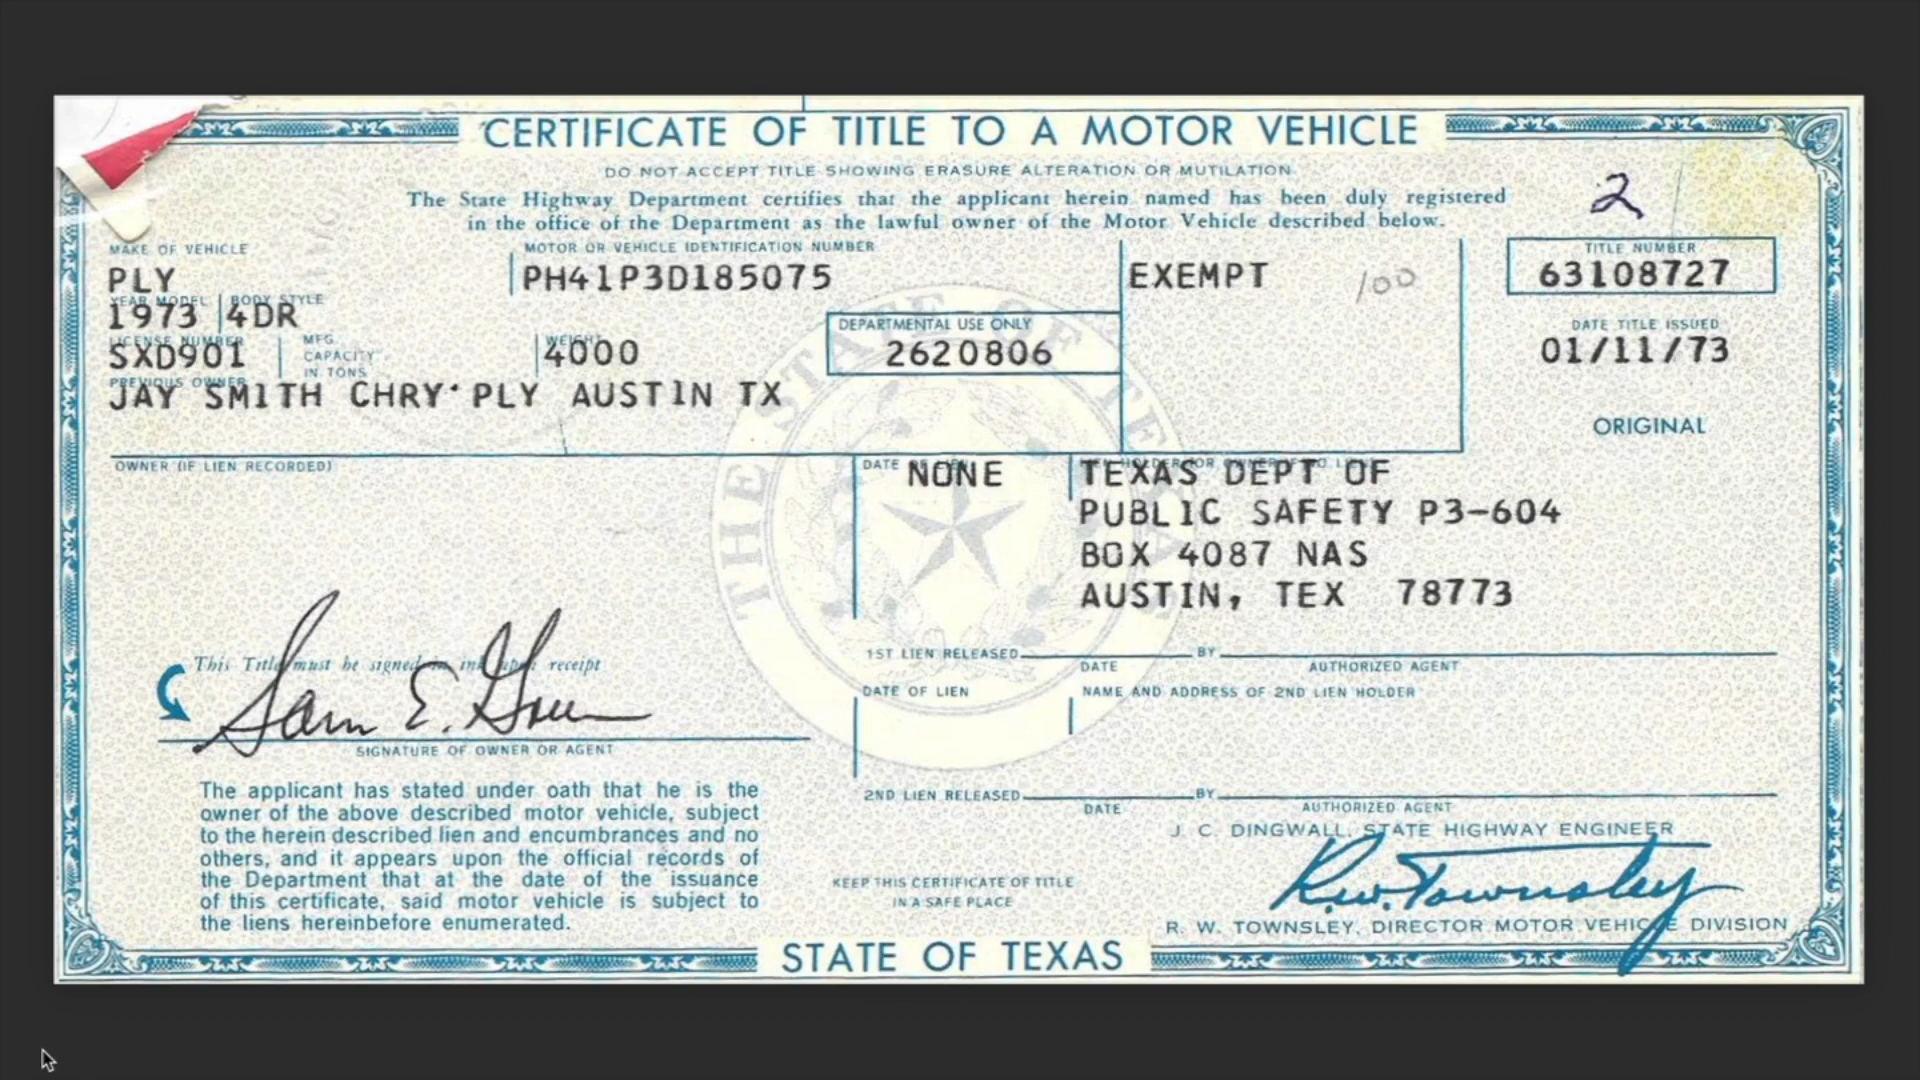 CERTIFICATE OF TITLE TO A MOTOR VEHICLE
DO NOT ACCEPT TITLE SHOWING ERASURE ALTERATION OR MUTILATION
The State Highway Department certifies that the applicant herein named has been duly registered
in the office of the Department as the lawful owner of the Motor Vehicle described below.
2
MAKE OF VEHICLE
PLY
MOTOR OR VEHICLE IDENTIFICATION NUMBER
PH41P3D185075
EXEMPT
100
TITLE NUMBER
63108727
YEAR MODEL
1973
BODY STYLE
4DR
LICENSE NUMBER
SXD901
MFG.
CAPACITY
IN TONS
WEIGHT
4000
DEPARTMENTAL USE ONLY
2620806
DATE TITLE ISSUED
01/11/73
PREVIOUS OWNER
JAY SMITH CHRY·PLY AUSTIN TX
ORIGINAL
OWNER (IF LIEN RECORDED)
DATE OF LIEN
NONE
TEXAS DEPT OF
PUBLIC SAFETY P3-604
BOX 4087 NAS
AUSTIN, TEX 78773
THE STATE OF TEXAS
This Title must be signed in ink upon receipt
Sam E. Green
SIGNATURE OF OWNER OR AGENT
1ST LIEN RELEASED
DATE
BY
AUTHORIZED AGENT
DATE OF LIEN
NAME AND ADDRESS OF 2ND LIEN HOLDER
2ND LIEN RELEASED
DATE
BY
AUTHORIZED AGENT
The applicant has stated under oath that he is the
owner of the above described motor vehicle, subject
to the herein described lien and encumbrances and no
others, and it appears upon the official records of
the Department that at the date of the issuance
of this certificate, said motor vehicle is subject to
the liens hereinbefore enumerated.
KEEP THIS CERTIFICATE OF TITLE
IN A SAFE PLACE
J. C. DINGWALL, STATE HIGHWAY ENGINEER
R.W. Townsley
R. W. TOWNSLEY, DIRECTOR MOTOR VEHICLE DIVISION
STATE OF TEXAS